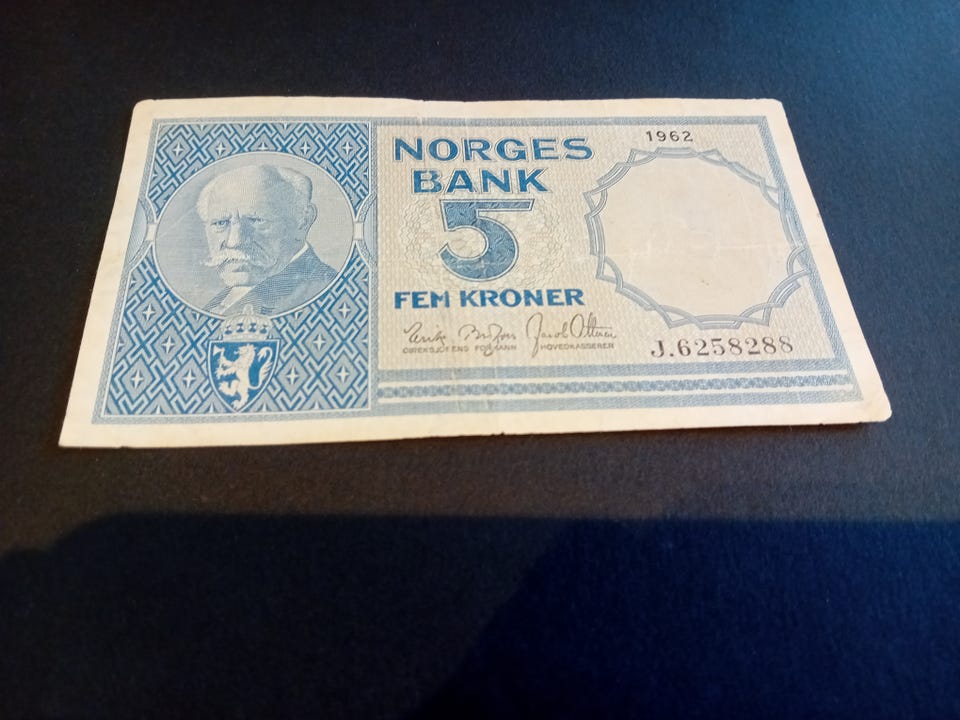 1962
NORGES
BANK
5
FEM KRONER
DIREKSJONENS FORMANN
HOVEDKASSERER
J.6258288